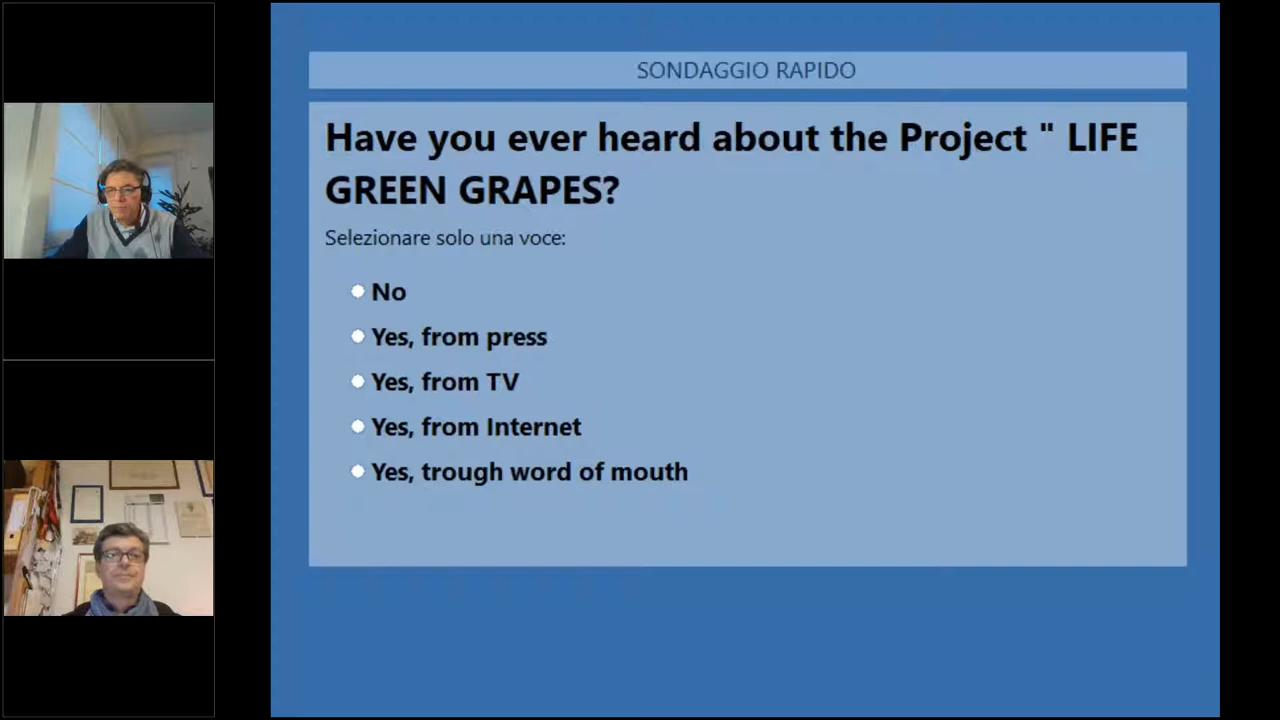 SONDAGGIO RAPIDO
Have you ever heard about the Project " LIFE
GREEN GRAPES?
Selezionare solo una voce:
No
Yes, from press
Yes, from TV
Yes, from Internet
Yes, trough word of mouth